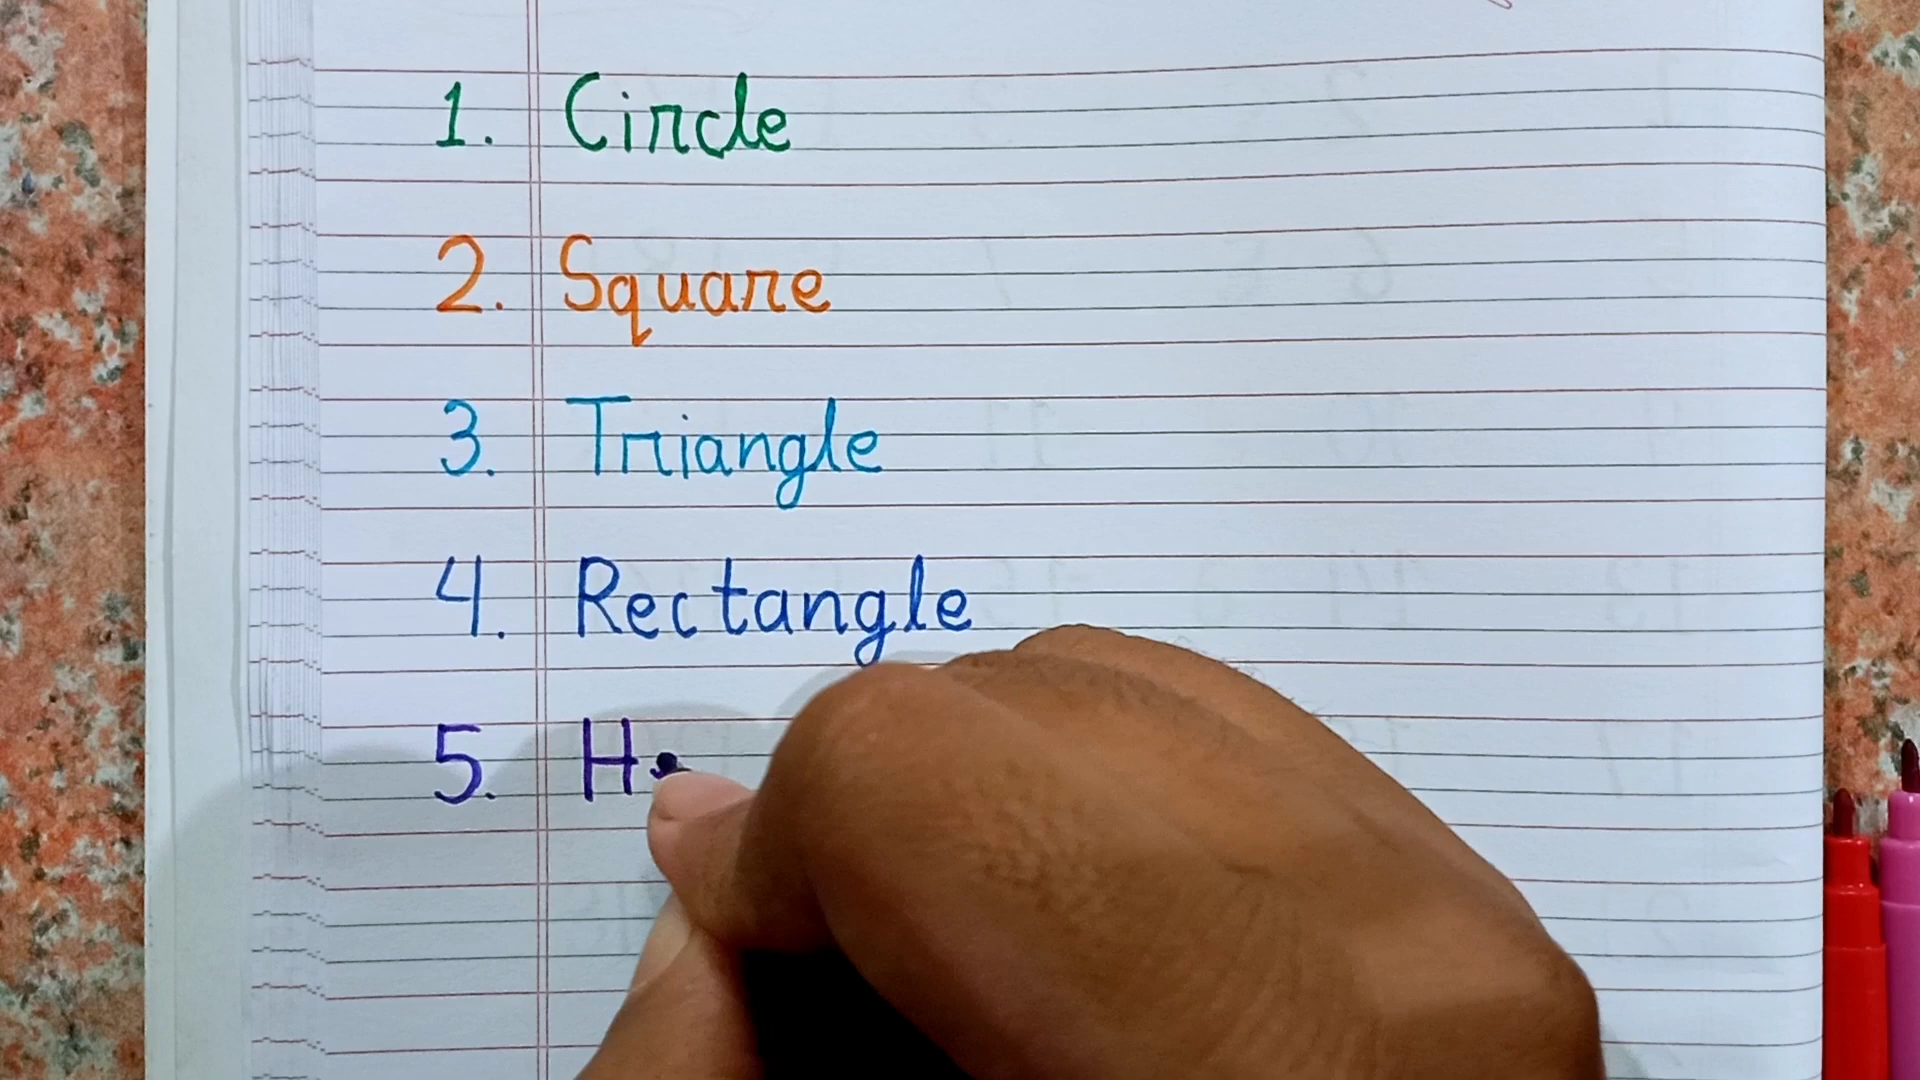 1. Circle
2. Square
3. Triangle
4. Rectangle
5. H